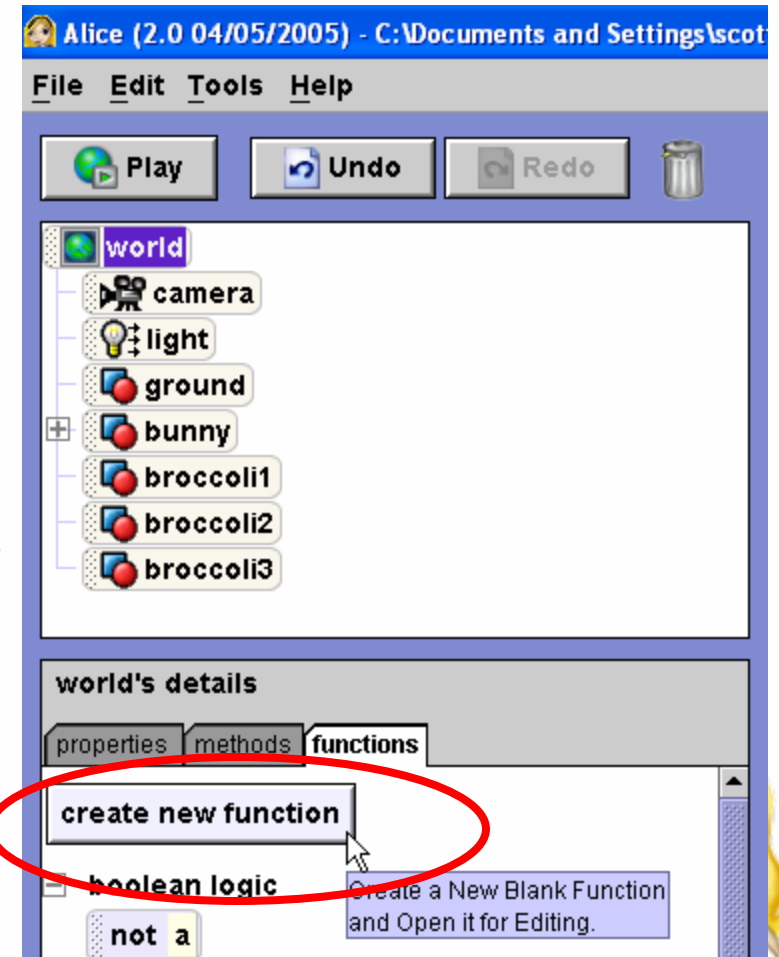 Alice (2.0 04/05/2005) - C:\Documents and Settings\scot
File Edit Tools Help
Play Undo Redo
world
camera
light
ground
bunny
broccoli1
broccoli2
broccoli3
world's details
properties methods functions
create new function
boolean logic
Create a New Blank Function
and Open it for Editing.
not a